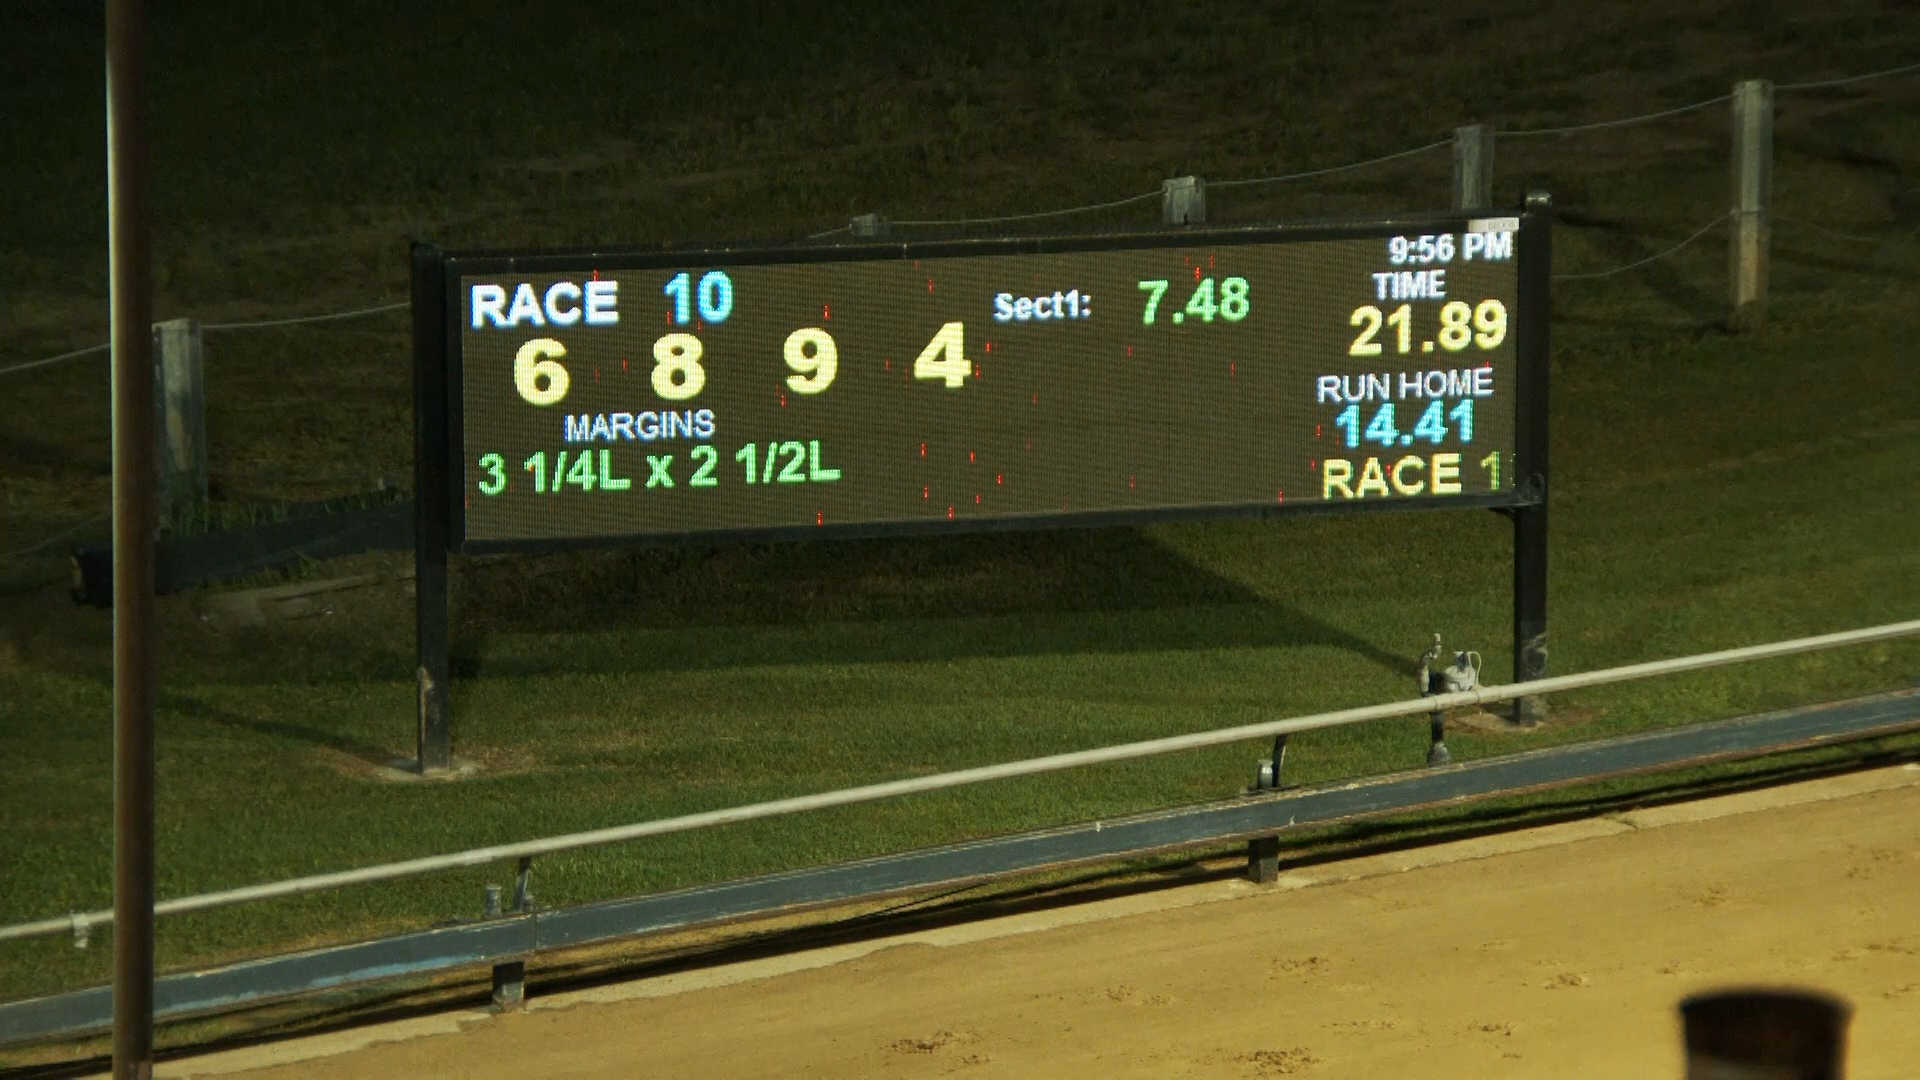 9:56 PM
RACE 10 Sect1: 7.48 TIME
21.89
6 8 9 4
RUN HOME
MARGINS 14.41
3 1/4L x 2 1/2L RACE 1